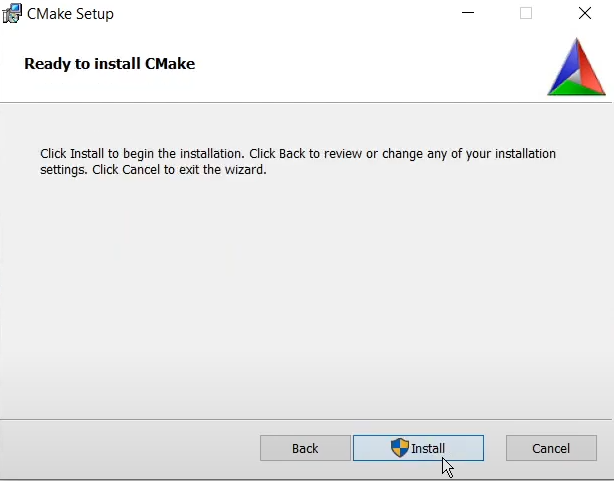 CMake Setup
Ready to install CMake
Click Install to begin the installation. Click Back to review or change any of your installation
settings. Click Cancel to exit the wizard.
Back
Install
Cancel